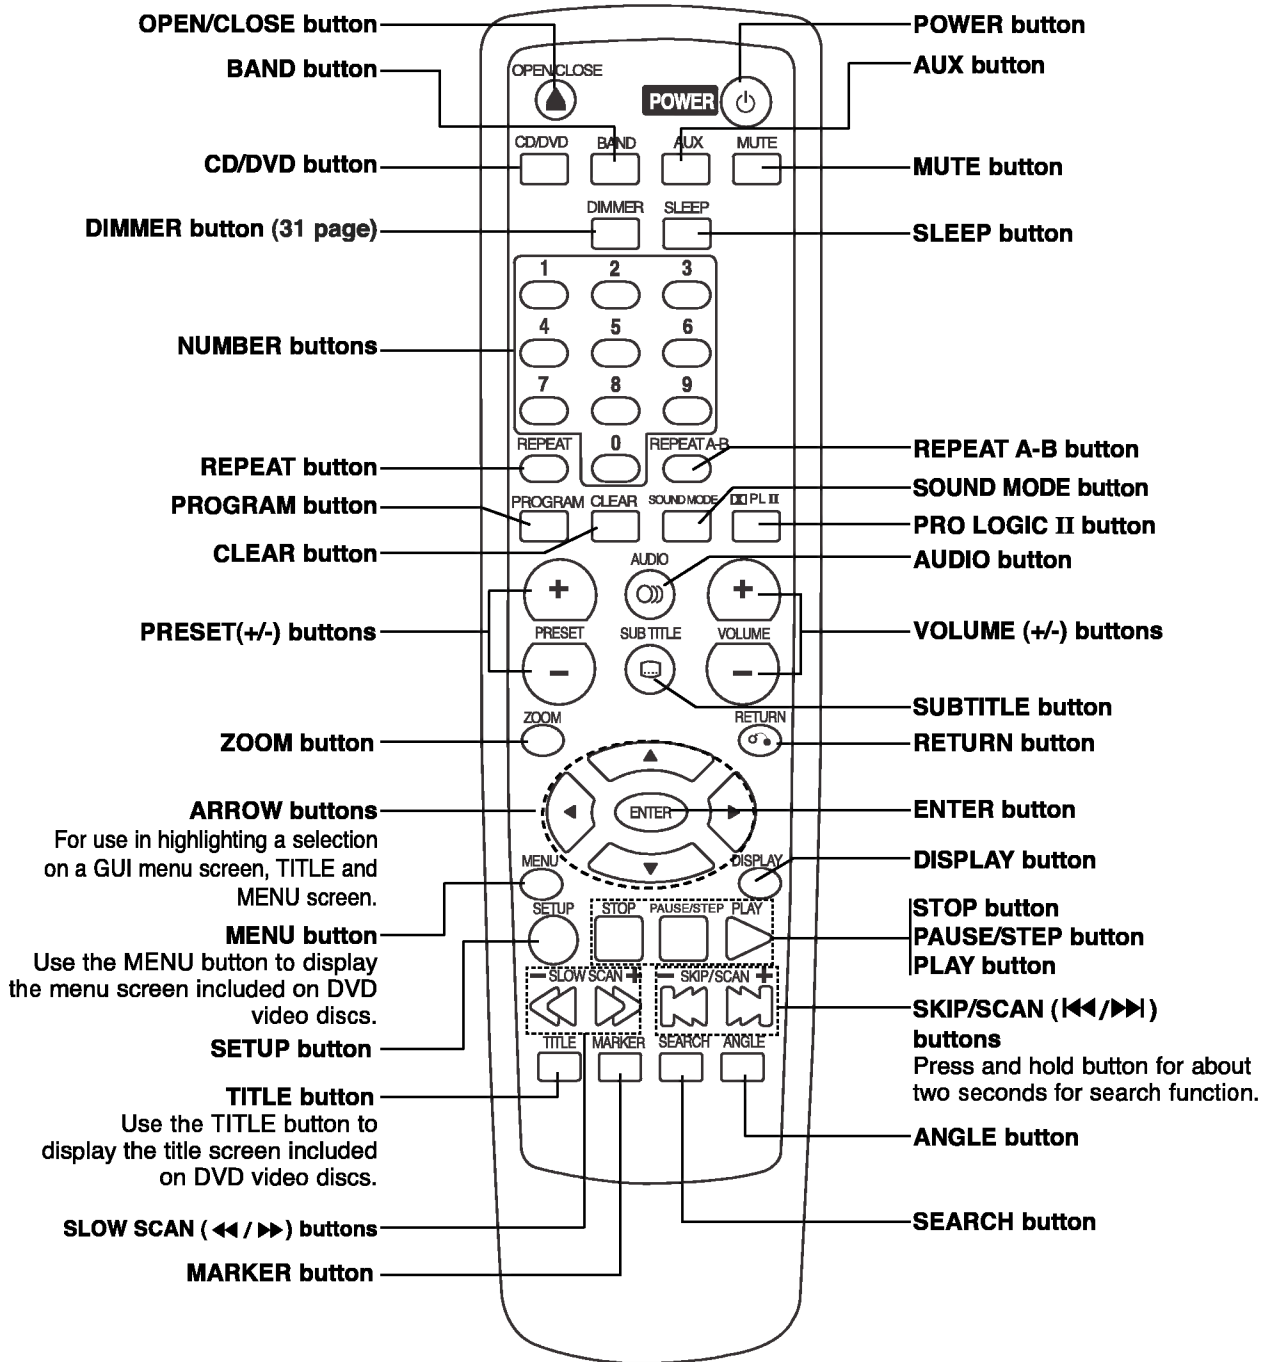 OPEN/CLOSE button
BAND button
CD/DVD button
DIMMER button (31 page)
NUMBER buttons
REPEAT button
PROGRAM button
CLEAR button
PRESET(+/-) buttons
ZOOM button
ARROW buttons
For use in highlighting a selection
on a GUI menu screen, TITLE and
MENU screen.
MENU button
Use the MENU button to display
the menu screen included on DVD
video discs.
SETUP button
TITLE button
Use the TITLE button to
display the title screen included
on DVD video discs.
SLOW SCAN (◀◀ / ▶▶) buttons
MARKER button
OPEN/CLOSE
POWER
CD/DVD BAND AUX MUTE
DIMMER SLEEP
1 2 3
4 5 6
7 8 9
REPEAT 0 REPEAT A-B
PROGRAM CLEAR SOUND MODE PL II
AUDIO
+ +
PRESET SUB TITLE VOLUME
− −
ZOOM RETURN
▲
◀ ENTER ▶
▼
MENU DISPLAY
SETUP STOP PAUSE/STEP PLAY
− SLOW SCAN + − SKIP/SCAN +
TITLE MARKER SEARCH ANGLE
POWER button
AUX button
MUTE button
SLEEP button
REPEAT A-B button
SOUND MODE button
PRO LOGIC II button
AUDIO button
VOLUME (+/-) buttons
SUBTITLE button
RETURN button
ENTER button
DISPLAY button
STOP button
PAUSE/STEP button
PLAY button
SKIP/SCAN (|◀◀/▶▶|)
buttons
Press and hold button for about
two seconds for search function.
ANGLE button
SEARCH button